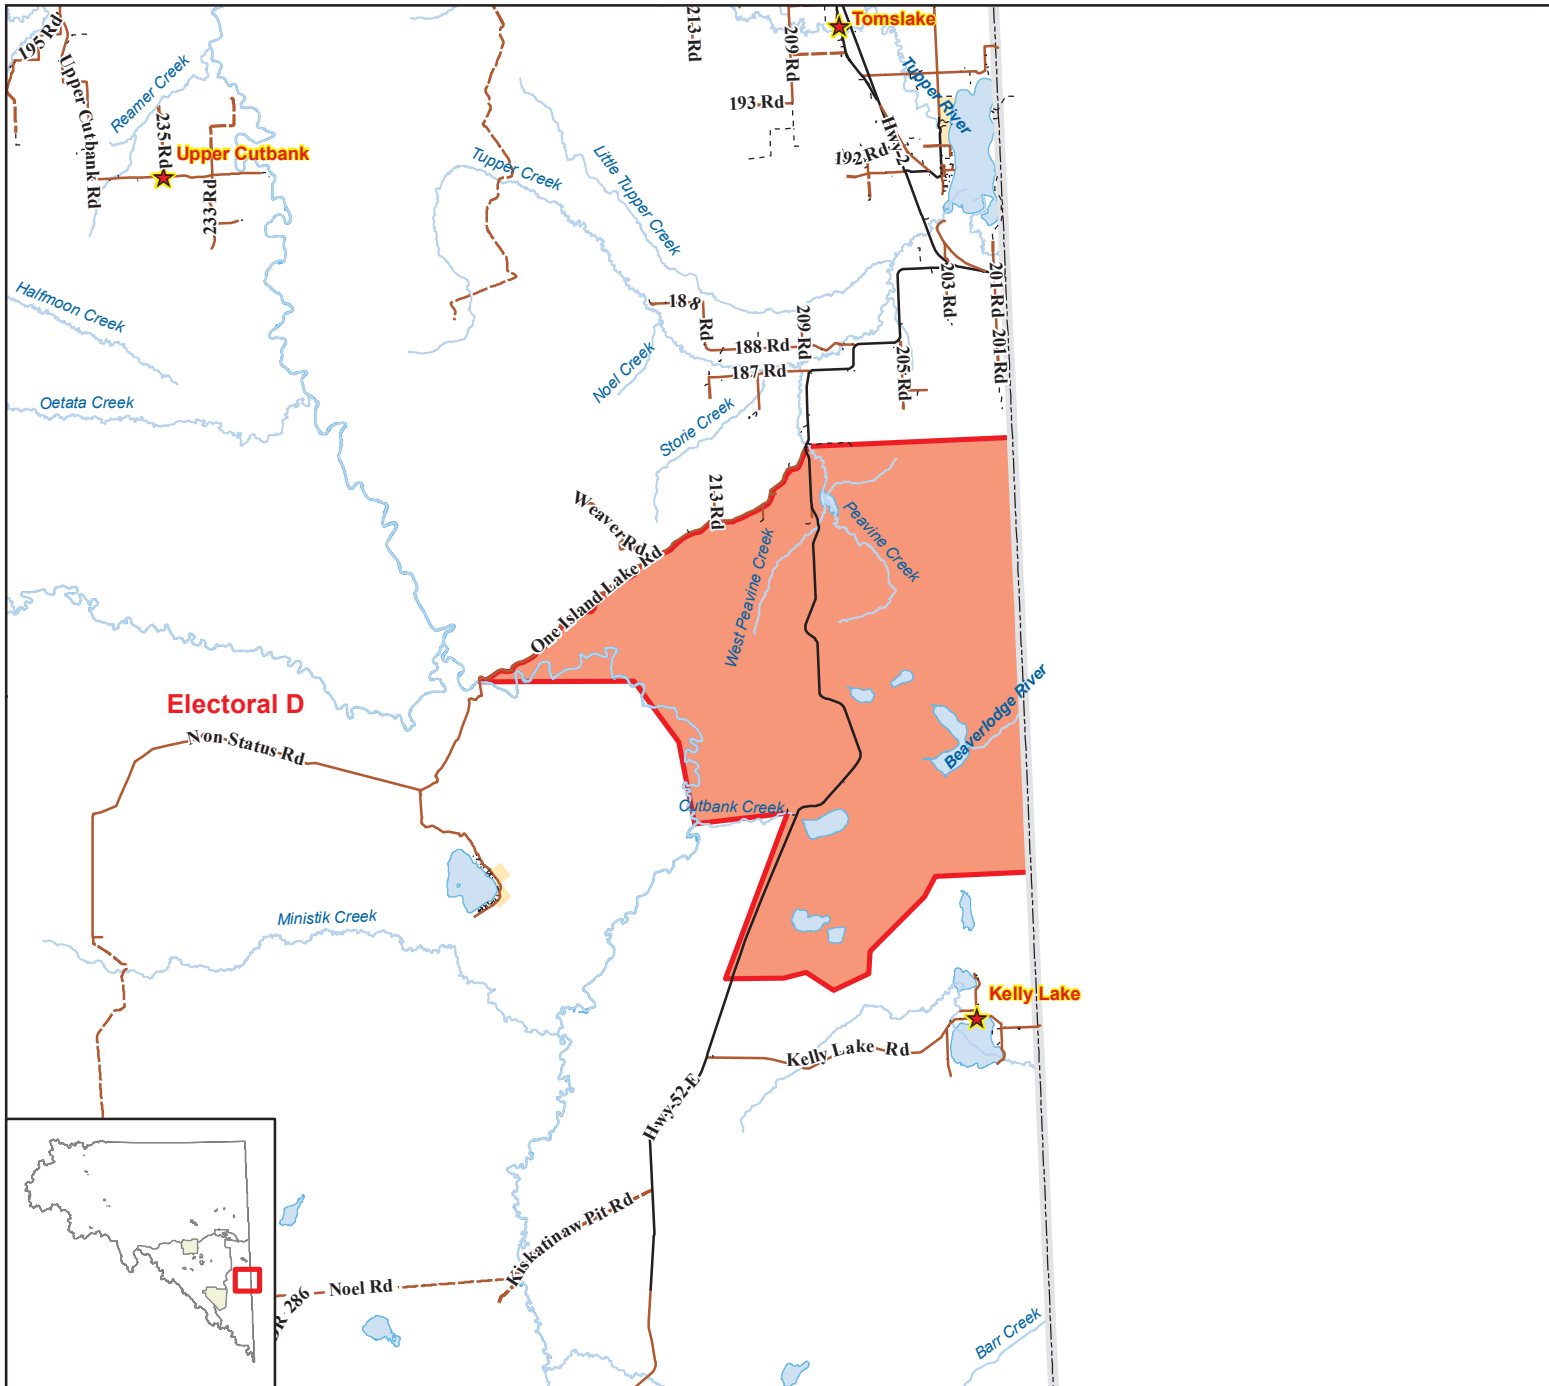 Tomslake
195 Rd
213-Rd
209-Rd
Upper Cutbank Rd
Reamer Creek
Tupper River
193 Rd
235-Rd
Hwy-2
192 Rd
Upper Cutbank
Little Tupper Creek
Tupper Creek
233-Rd
203-Rd
201-Rd
Halfmoon Creek
188
Rd
209-Rd
201-Rd
188 Rd
205-Rd
187 Rd
Noel Creek
Oetata Creek
Storie Creek
213-Rd
Weaver Rd
Peavine Creek
One Island Lake Rd
West Peavine Creek
Electoral D
Beaverlodge River
Non-Status-Rd
Cutbank Creek
Ministik Creek
Kelly Lake
Kelly Lake Rd
Hwy-52-E
Kiskatinaw Pit Rd
Noel Rd
286
Barr Creek